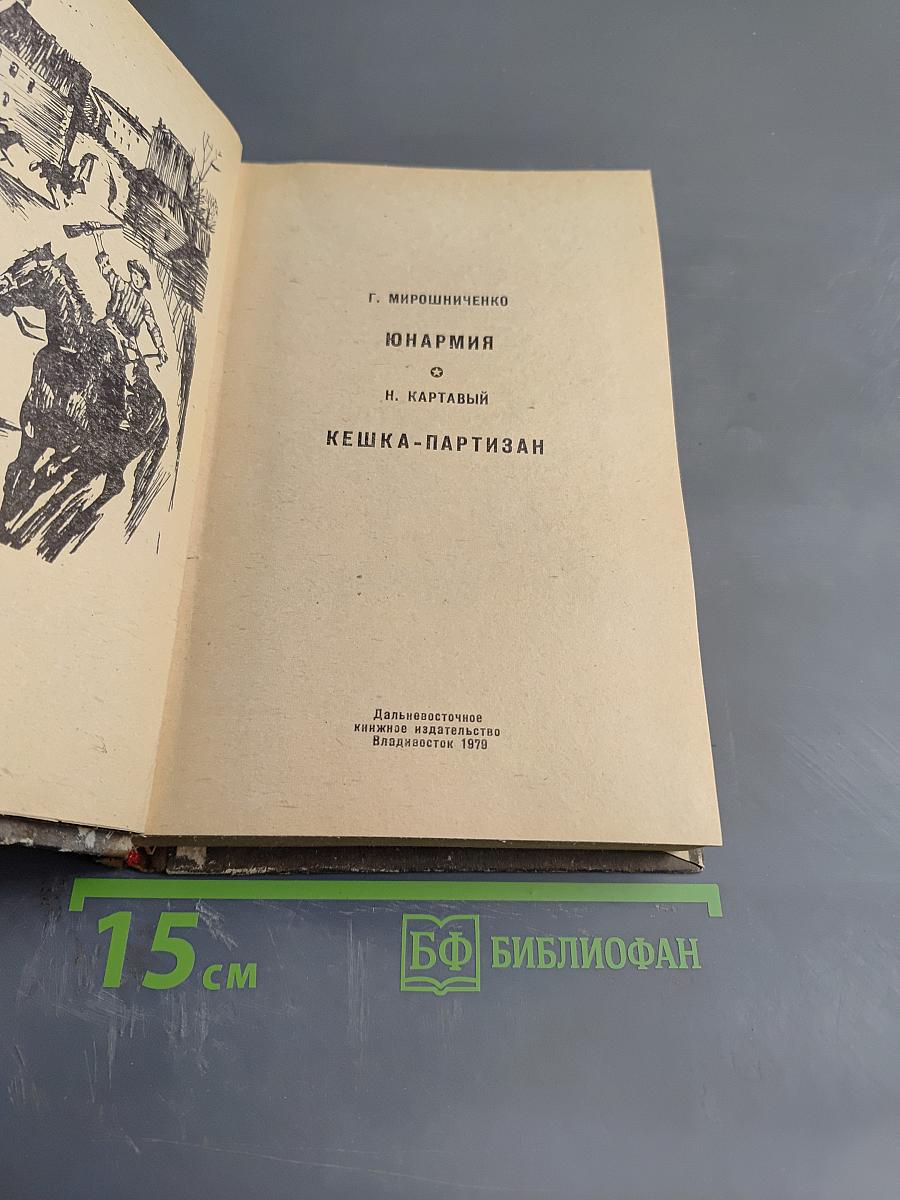 Г. МИРОШНИЧЕНКО
ЮНАРМИЯ
Н. КАРТАВЫЙ
КЕШКА-ПАРТИЗАН
Дальневосточное
книжное издательство
Владивосток 1979
15 см
БФ БИБЛИОФАН